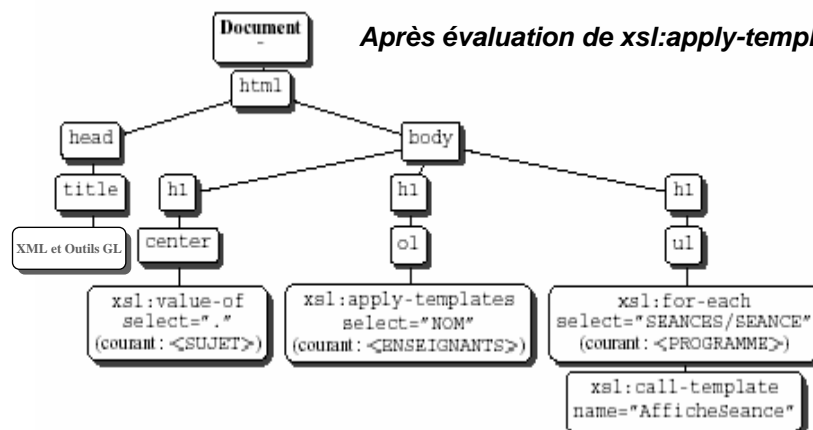 Document
Après évaluation de xsl:apply-templ
html
head
body
title
h1
h1
h1
XML et Outils GL
center
ol
ul
xsl:value-of
select="."
(courant : <SUJET>)
xsl:apply-templates
select="NOM"
(courant : <ENSEIGNANTS>)
xsl:for-each
select="SEANCES/SEANCE"
(courant : <PROGRAMME>)
xsl:call-template
name="AfficheSeance"